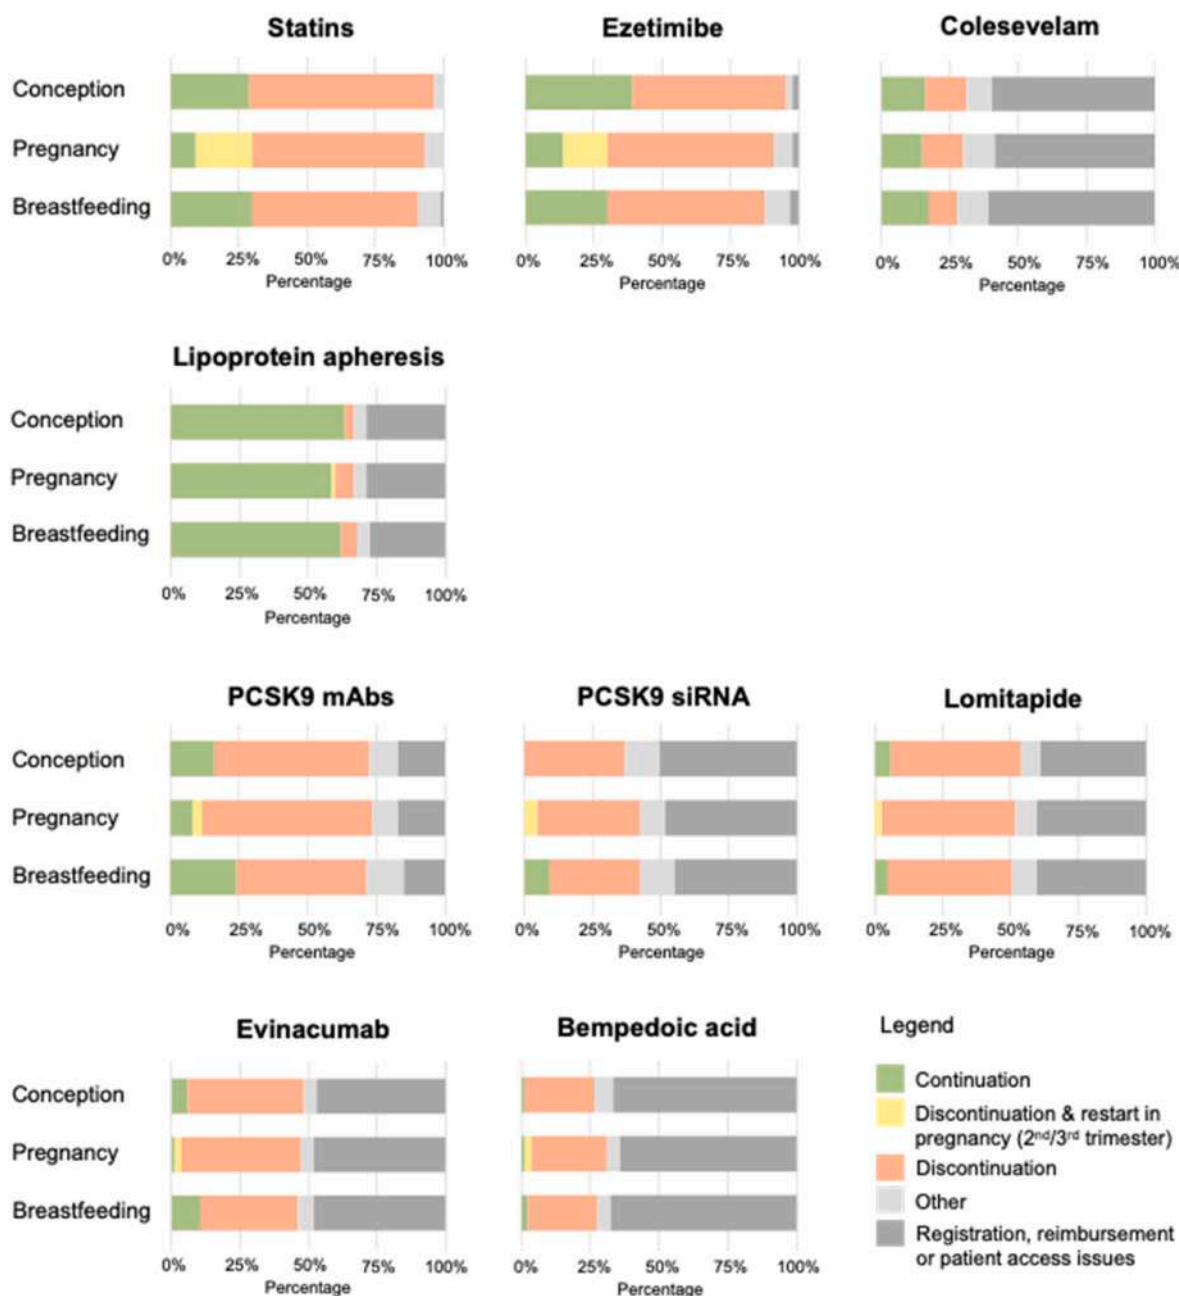 Statins
Ezetimibe
Colesevelam
Conception
Pregnancy
Breastfeeding
0% 25% 50% 75% 100%
Percentage
0% 25% 50% 75% 100%
Percentage
0% 25% 50% 75% 100%
Percentage
Lipoprotein apheresis
Conception
Pregnancy
Breastfeeding
0% 25% 50% 75% 100%
Percentage
PCSK9 mAbs
PCSK9 siRNA
Lomitapide
Conception
Pregnancy
Breastfeeding
0% 25% 50% 75% 100%
Percentage
0% 25% 50% 75% 100%
Percentage
0% 25% 50% 75% 100%
Percentage
Evinacumab
Bempedoic acid
Conception
Pregnancy
Breastfeeding
0% 25% 50% 75% 100%
Percentage
0% 25% 50% 75% 100%
Percentage
Legend
Continuation
Discontinuation & restart in
pregnancy (2ⁿᵈ/3ʳᵈ trimester)
Discontinuation
Other
Registration, reimbursement
or patient access issues